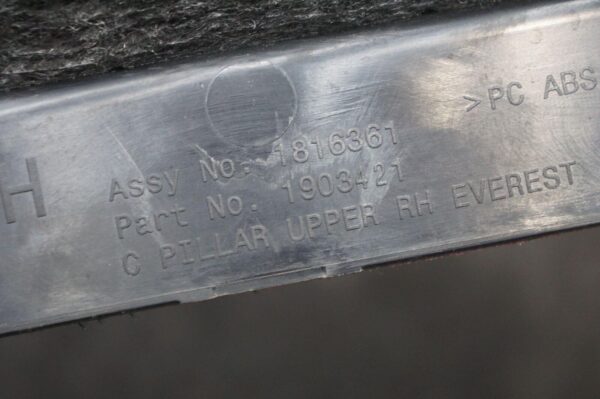 H
>PC ABS
Assy No. 1816361
Part No. 1903421
C PILLAR UPPER RH EVEREST